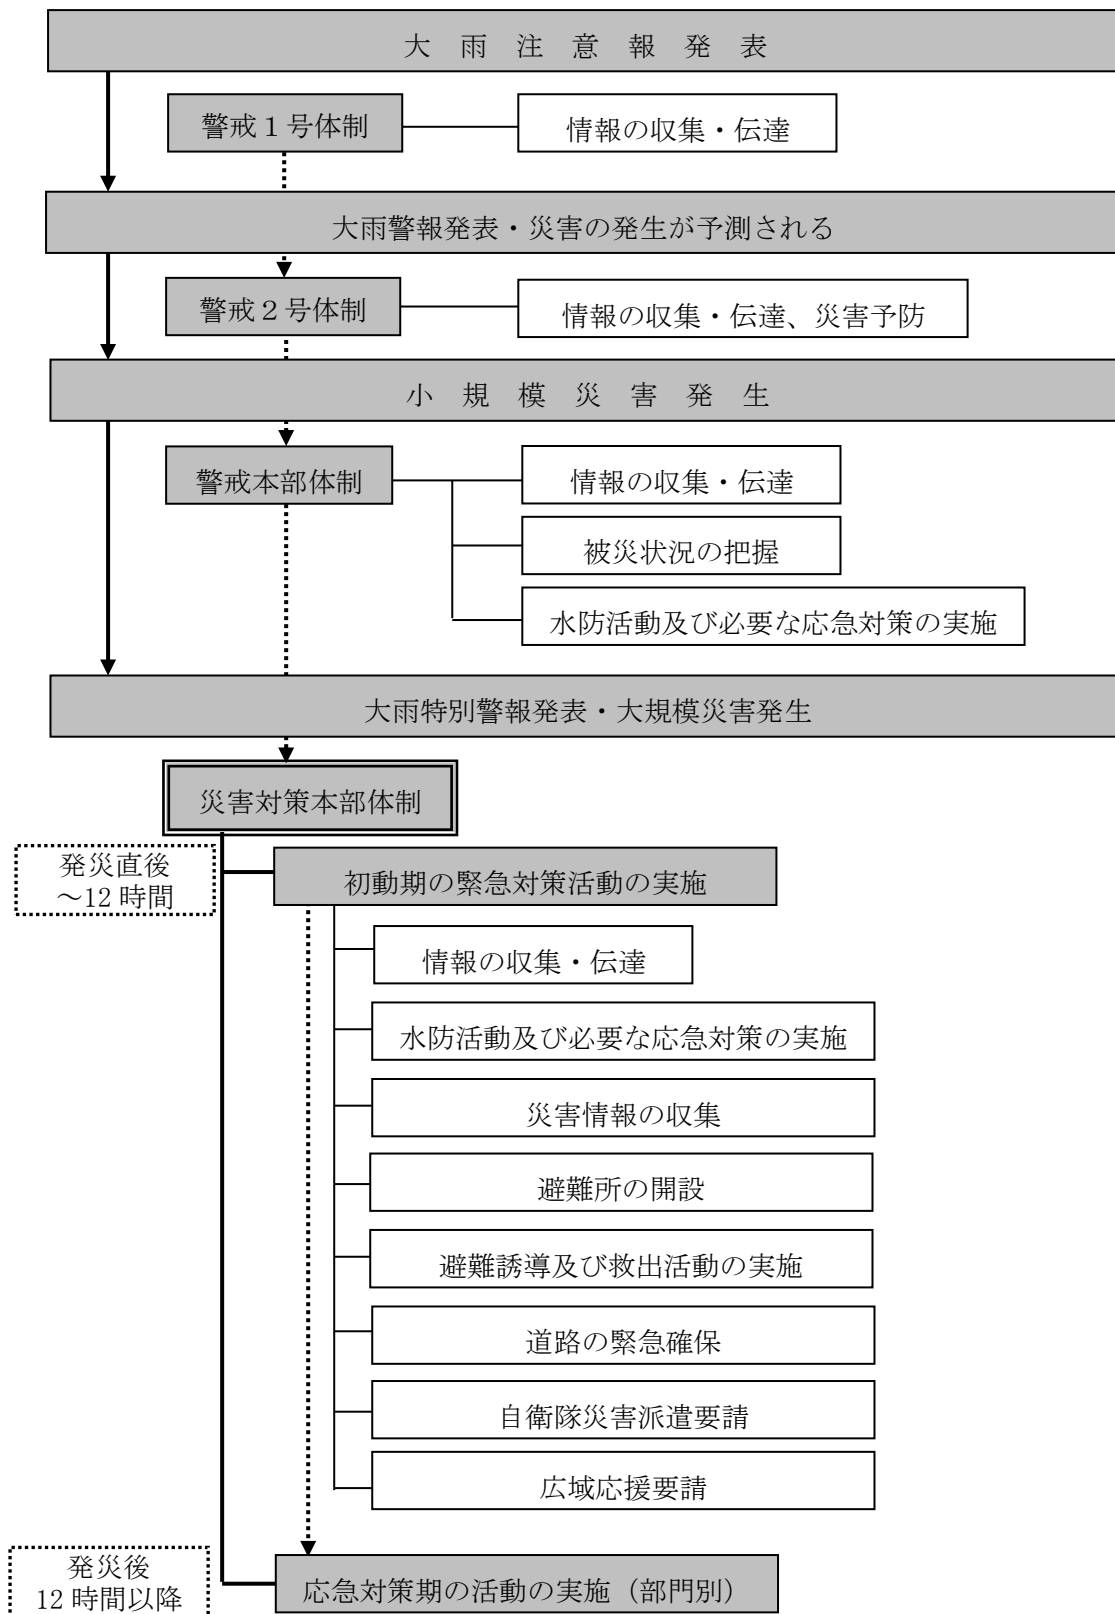 大　雨　注　意　報　発　表
警戒１号体制
情報の収集・伝達
大雨警報発表・災害の発生が予測される
警戒２号体制
情報の収集・伝達、災害予防
小　規　模　災　害　発　生
警戒本部体制
情報の収集・伝達
被災状況の把握
水防活動及び必要な応急対策の実施
大雨特別警報発表・大規模災害発生
災害対策本部体制
発災直後
～12 時間
初動期の緊急対策活動の実施
情報の収集・伝達
水防活動及び必要な応急対策の実施
災害情報の収集
避難所の開設
避難誘導及び救出活動の実施
道路の緊急確保
自衛隊災害派遣要請
広域応援要請
発災後
12 時間以降
応急対策期の活動の実施（部門別）